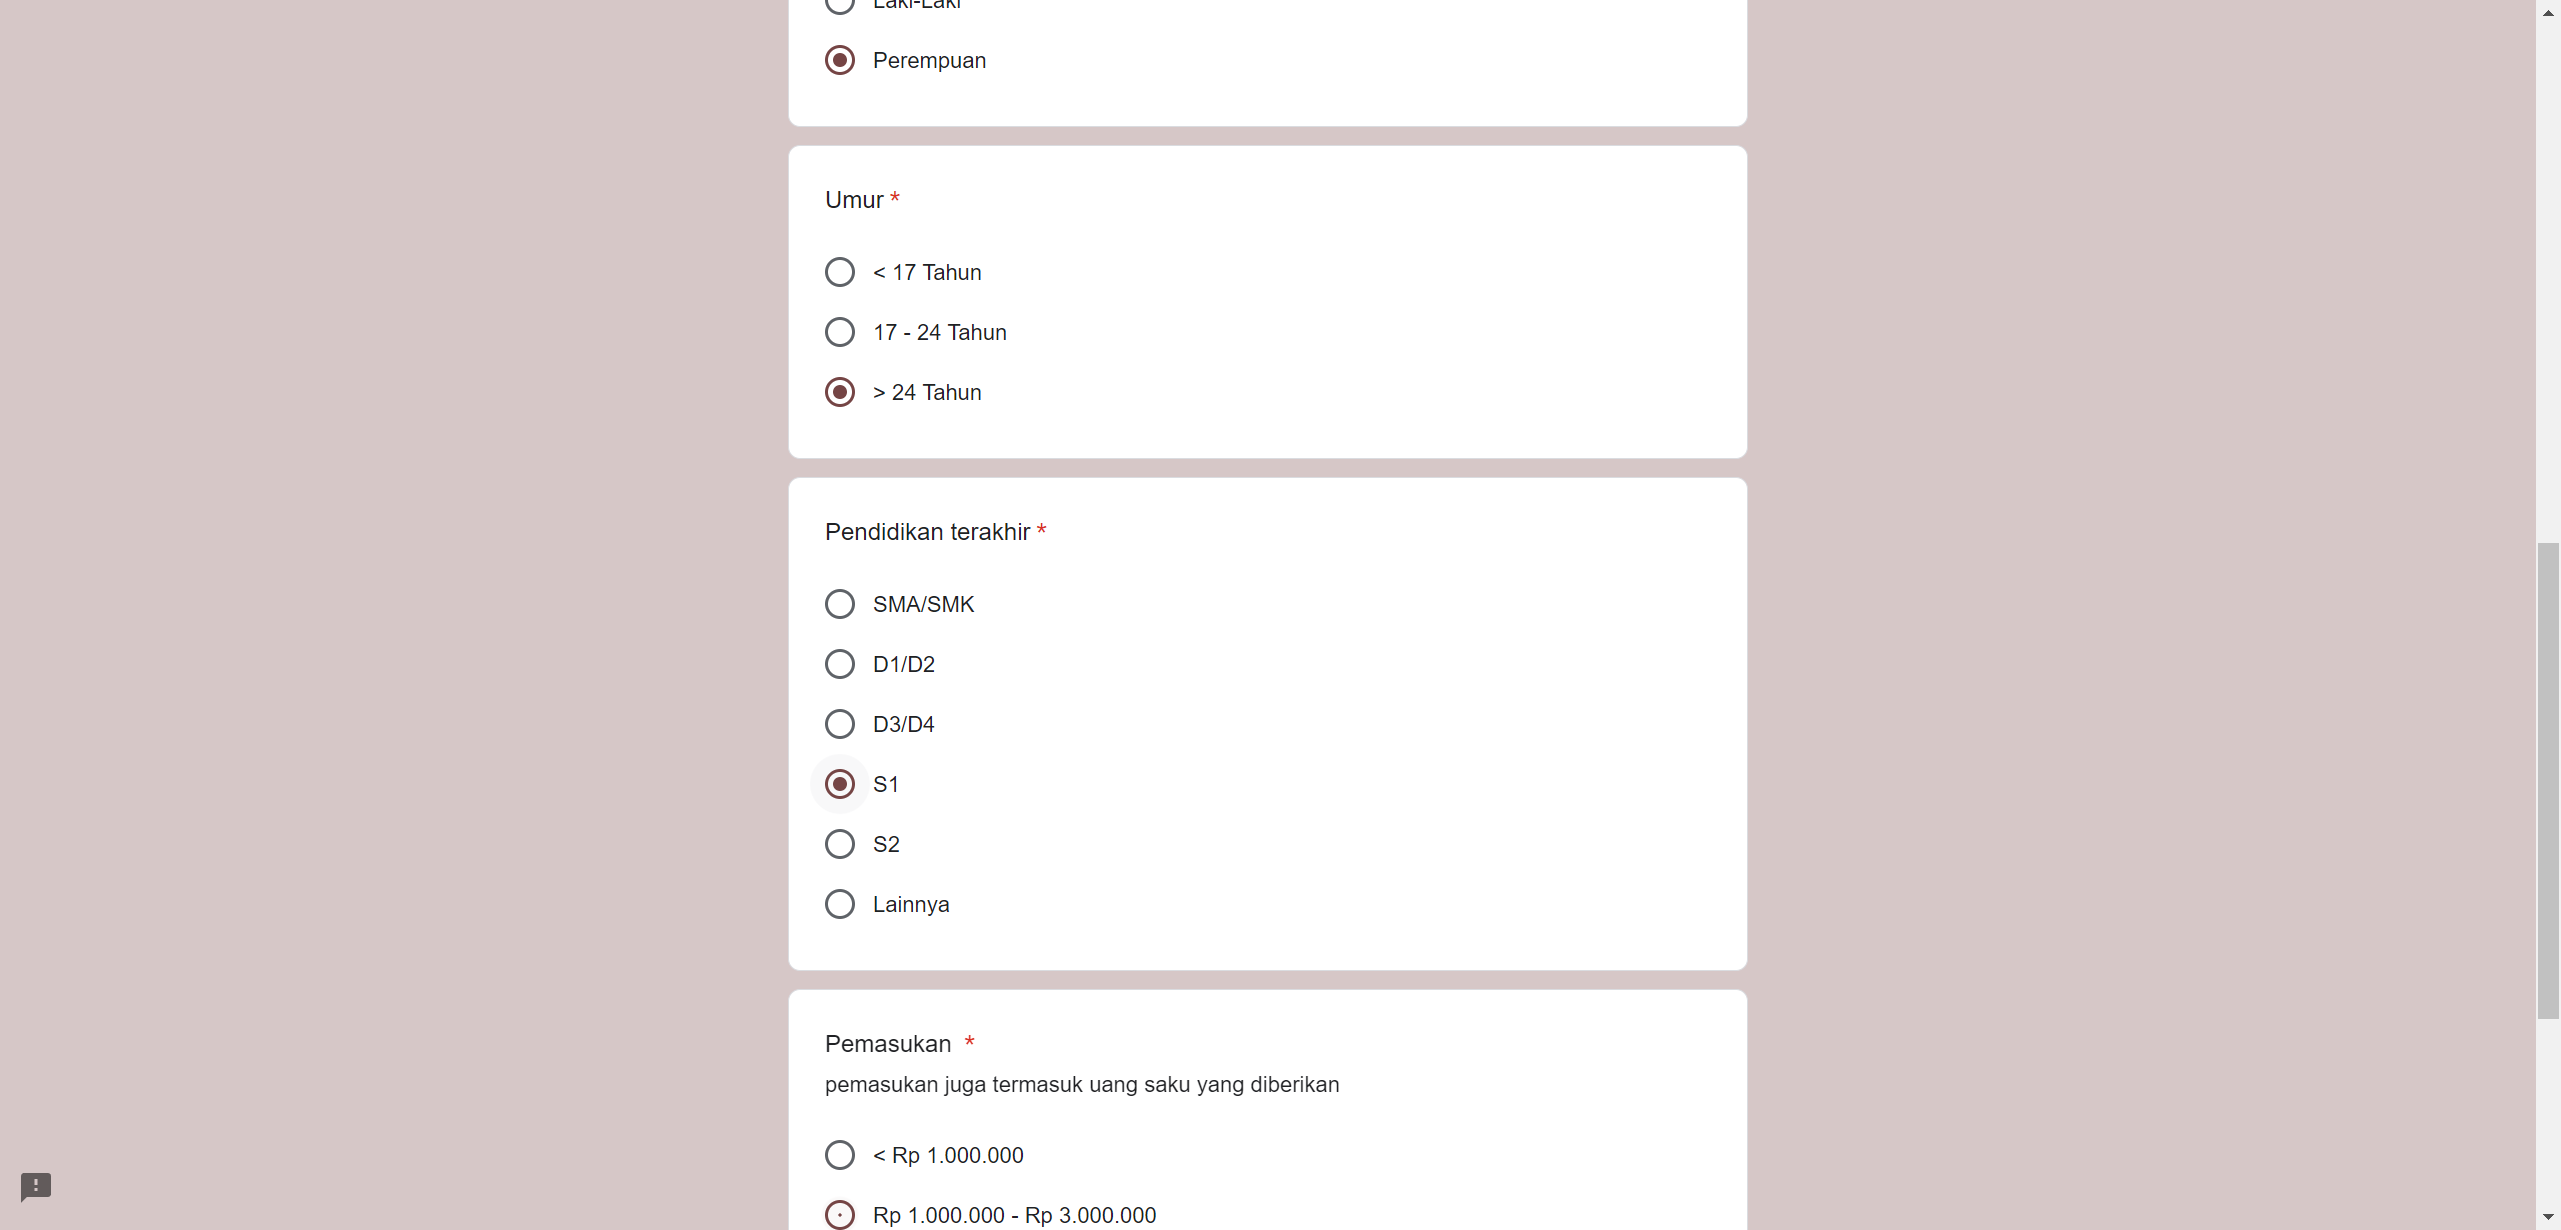 Laki-Laki
Perempuan
Umur *
< 17 Tahun
17 - 24 Tahun
> 24 Tahun
Pendidikan terakhir *
SMA/SMK
D1/D2
D3/D4
S1
S2
Lainnya
Pemasukan *
pemasukan juga termasuk uang saku yang diberikan
< Rp 1.000.000
Rp 1.000.000 - Rp 3.000.000